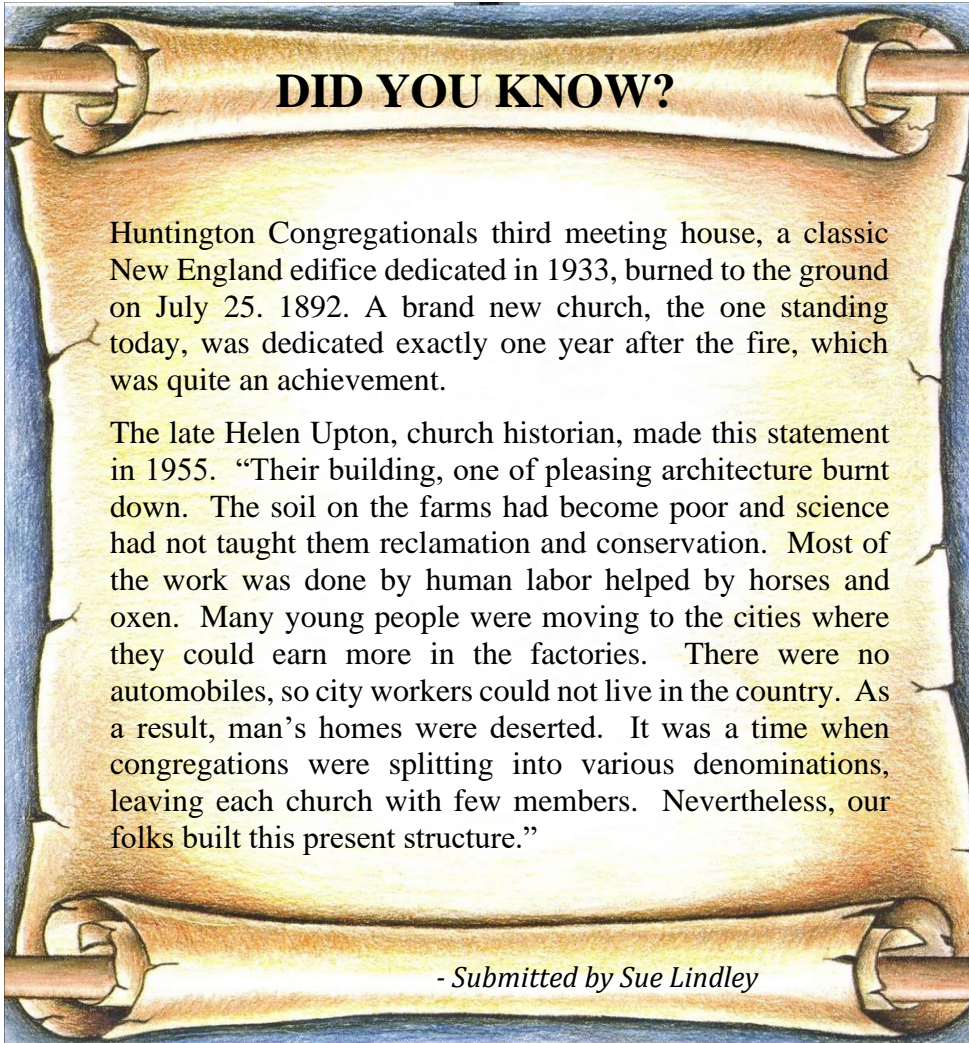 DID YOU KNOW?
Huntington Congregationals third meeting house, a classic
New England edifice dedicated in 1933, burned to the ground
on July 25. 1892. A brand new church, the one standing
today, was dedicated exactly one year after the fire, which
was quite an achievement.
The late Helen Upton, church historian, made this statement
in 1955. “Their building, one of pleasing architecture burnt
down. The soil on the farms had become poor and science
had not taught them reclamation and conservation. Most of
the work was done by human labor helped by horses and
oxen. Many young people were moving to the cities where
they could earn more in the factories. There were no
automobiles, so city workers could not live in the country. As
a result, man’s homes were deserted. It was a time when
congregations were splitting into various denominations,
leaving each church with few members. Nevertheless, our
folks built this present structure.”
- Submitted by Sue Lindley